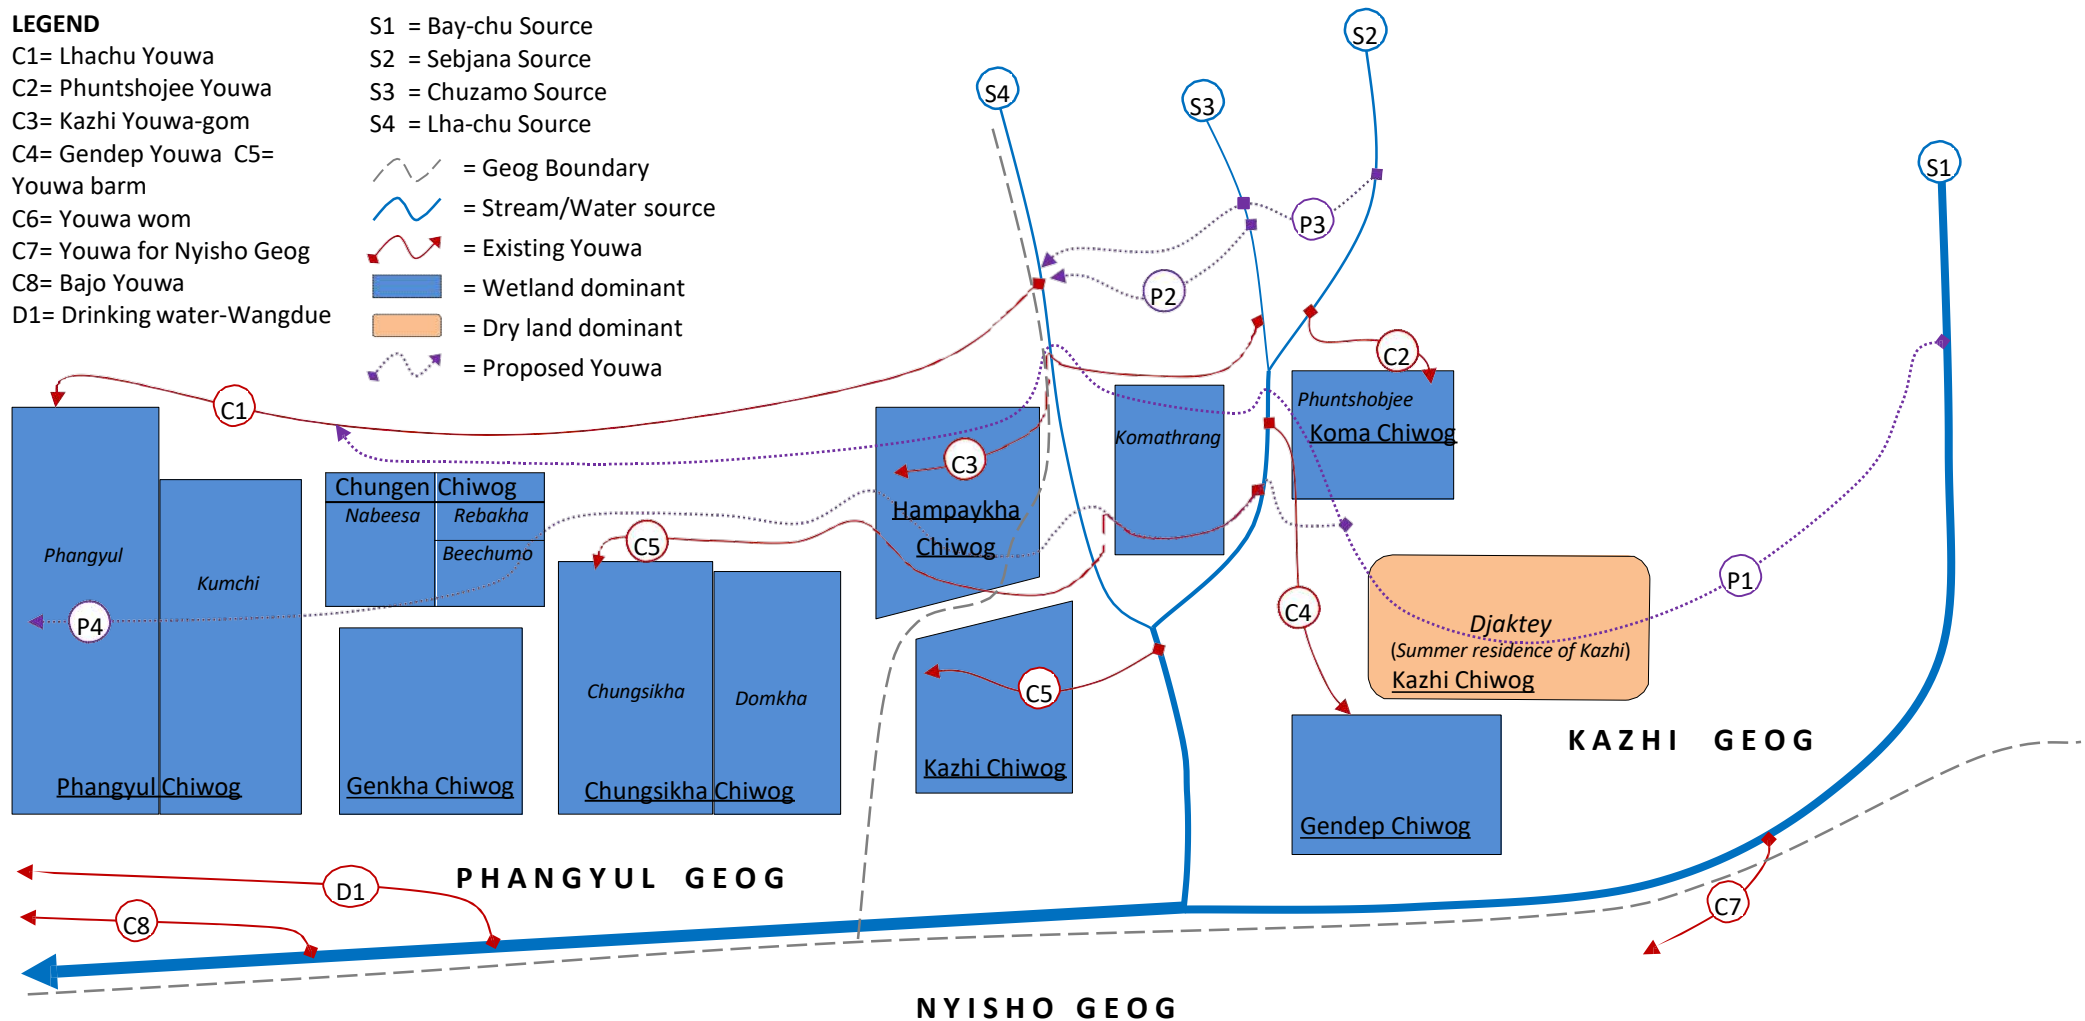 LEGEND
C1= Lhachu Youwa
C2= Phuntshojee Youwa
C3= Kazhi Youwa-gom
C4= Gendep Youwa  C5=
Youwa barm
C6= Youwa wom
C7= Youwa for Nyisho Geog
C8= Bajo Youwa
D1= Drinking water-Wangdue
S1 = Bay-chu Source
S2 = Sebjana Source
S3 = Chuzamo Source
S4 = Lha-chu Source
= Geog Boundary
= Stream/Water source
= Existing Youwa
= Wetland dominant
= Dry land dominant
= Proposed Youwa
S2
S4
S3
S1
P3
P2
C2
C1
Phuntshobjee
Koma Chiwog
Komathrang
C3
Hampaykha
Chiwog
Chungen Chiwog
Nabeesa
Rebakha
Beechumo
C5
Phangyul
Kumchi
P4
P1
C4
Djaktey
(Summer residence of Kazhi)
Kazhi Chiwog
Chungsikha
Domkha
C5
KAZHI GEOG
Phangyul Chiwog
Genkha Chiwog
Chungsikha Chiwog
Kazhi Chiwog
Gendep Chiwog
PHANGYUL GEOG
D1
C8
C7
NYISHO GEOG